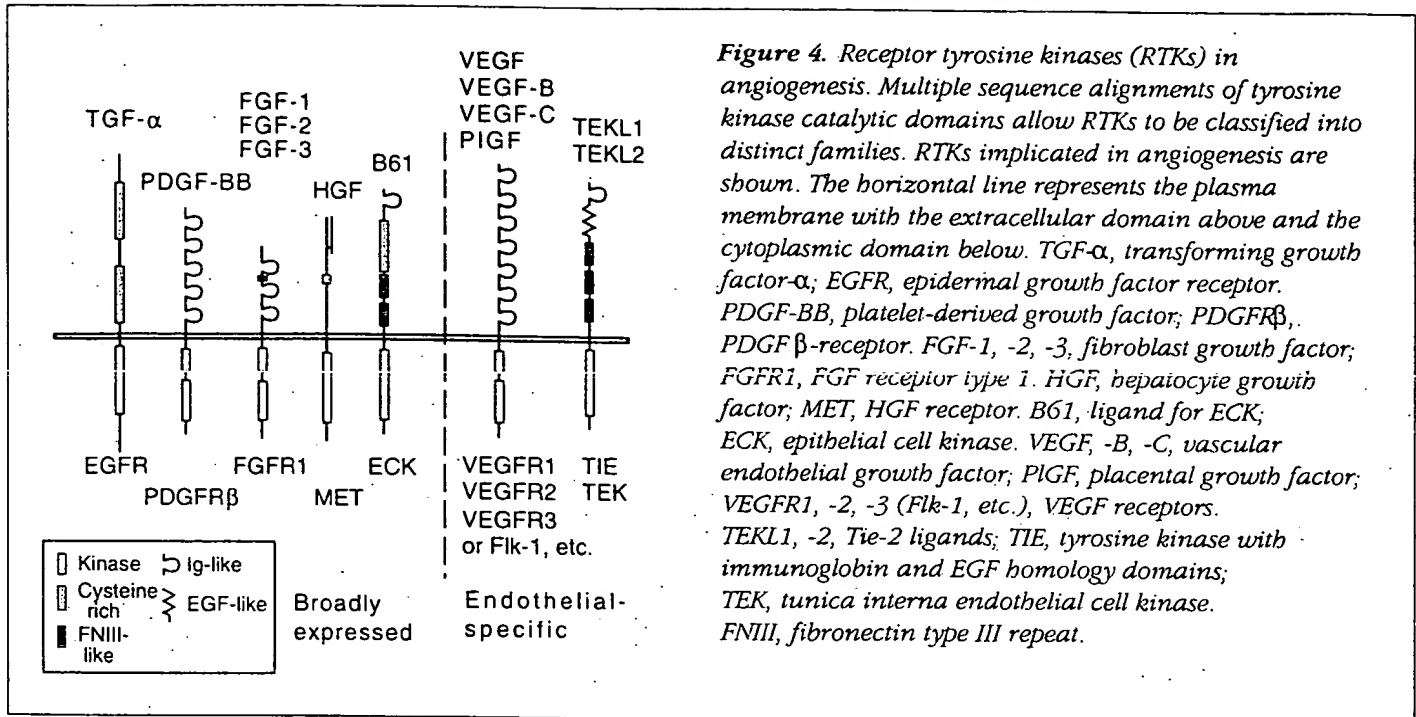 TGF-α
FGF-1
FGF-2
FGF-3
PDGF-BB
HGF
B61
VEGF
VEGF-B
VEGF-C
PlGF
TEKL1
TEKL2
EGFR
PDGFRβ
FGFR1
MET
ECK
VEGFR1
VEGFR2
VEGFR3
or Flk-1, etc.
TIE
TEK
Kinase
Ig-like
Cysteine
rich
EGF-like
FNIII-
like
Broadly
expressed
Endothelial-
specific
Figure 4. Receptor tyrosine kinases (RTKs) in
angiogenesis. Multiple sequence alignments of tyrosine
kinase catalytic domains allow RTKs to be classified into
distinct families. RTKs implicated in angiogenesis are
shown. The horizontal line represents the plasma
membrane with the extracellular domain above and the
cytoplasmic domain below. TGF-α, transforming growth
factor-α; EGFR, epidermal growth factor receptor.
PDGF-BB, platelet-derived growth factor; PDGFRβ,
PDGF β-receptor. FGF-1, -2, -3, fibroblast growth factor;
FGFR1, FGF receptor type 1. HGF, hepatocyte growth
factor; MET, HGF receptor. B61, ligand for ECK;
ECK, epithelial cell kinase. VEGF, -B, -C, vascular
endothelial growth factor; PlGF, placental growth factor;
VEGFR1, -2, -3 (Flk-1, etc.), VEGF receptors.
TEKL1, -2, Tie-2 ligands; TIE, tyrosine kinase with
immunoglobin and EGF homology domains;
TEK, tunica interna endothelial cell kinase.
FNIII, fibronectin type III repeat.